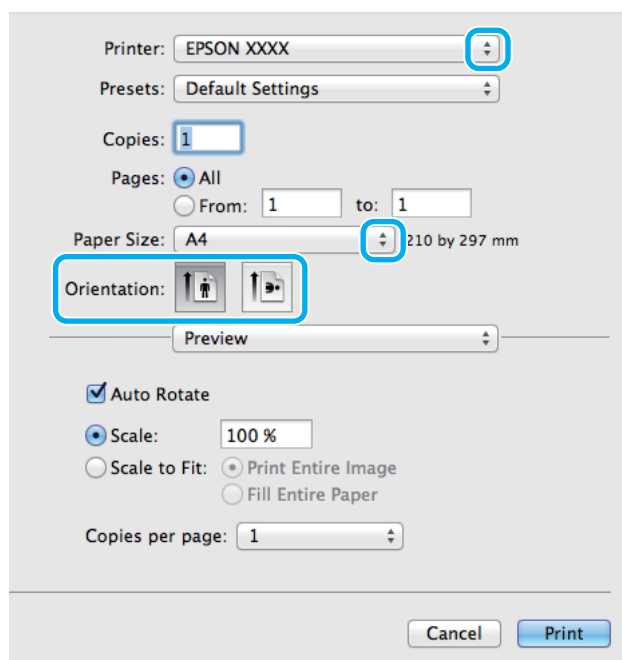 Printer: EPSON XXXX
Presets: Default Settings
Copies: 1
Pages: All
From: 1 to: 1
Paper Size: A4 210 by 297 mm
Orientation:
Preview
Auto Rotate
Scale: 100 %
Scale to Fit: Print Entire Image
Fill Entire Paper
Copies per page: 1
Cancel Print